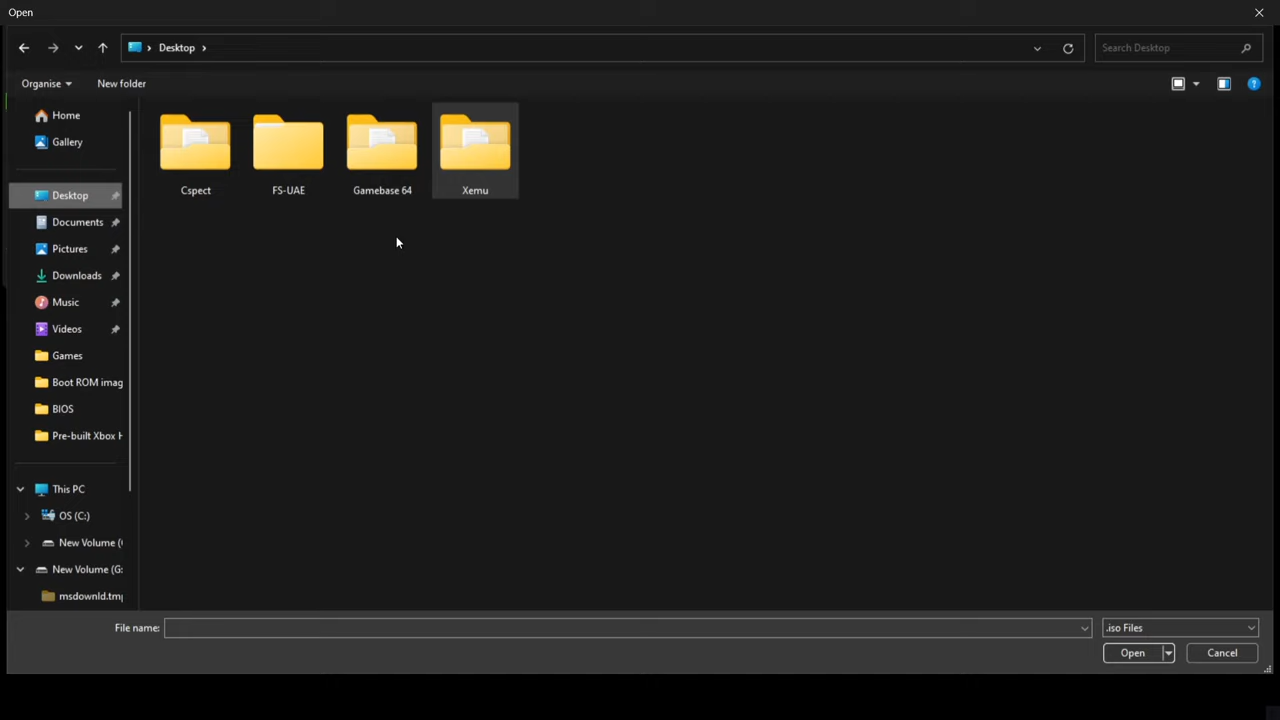 Open
Desktop
Search Desktop
Organise
New folder
Home
Gallery
Desktop
Documents
Pictures
Downloads
Music
Videos
Games
Boot ROM imag
BIOS
Pre-built Xbox H
This PC
OS (C:)
New Volume (
New Volume (G:
msdownld.tmp
Cspect
FS-UAE
Gamebase 64
Xemu
File name:
.iso Files
Open
Cancel